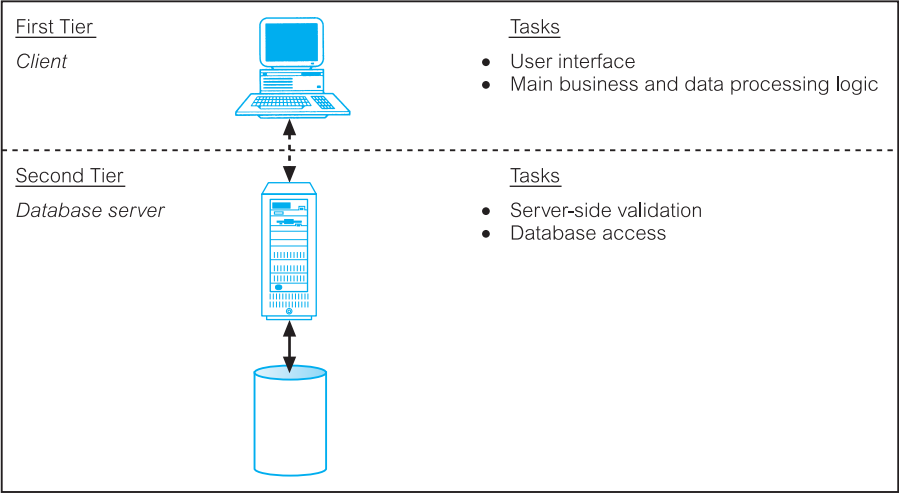 First Tier
Client
Tasks
• User interface
• Main business and data processing logic
Second Tier
Database server
Tasks
• Server-side validation
• Database access